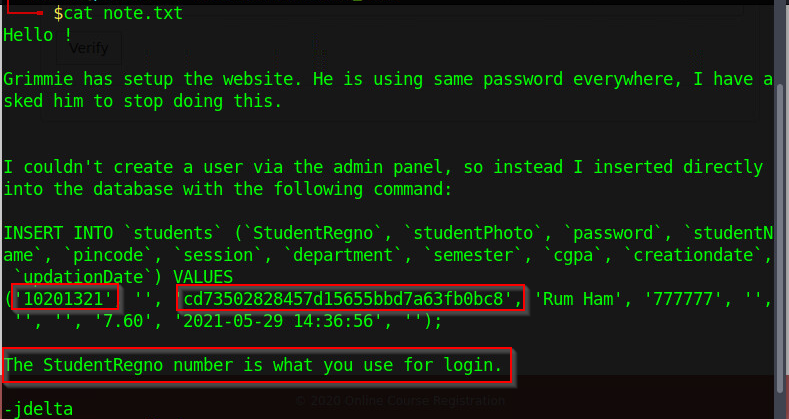 $cat note.txt
Hello !
Verify
Grimmie has setup the website. He is using same password everywhere, I have a
sked him to stop doing this.
I couldn't create a user via the admin panel, so instead I inserted directly
into the database with the following command:
INSERT INTO `students` (`StudentRegno`, `studentPhoto`, `password`, `studentN
ame`, `pincode`, `session`, `department`, `semester`, `cgpa`, `creationdate`,
`updationDate`) VALUES
('10201321', '', 'cd73502828457d15655bbd7a63fb0bc8', 'Rum Ham', '777777', '',
'', '', '7.60', '2021-05-29 14:36:56', '');
The StudentRegno number is what you use for login.
© 2020 Online Course Registration
-jdelta